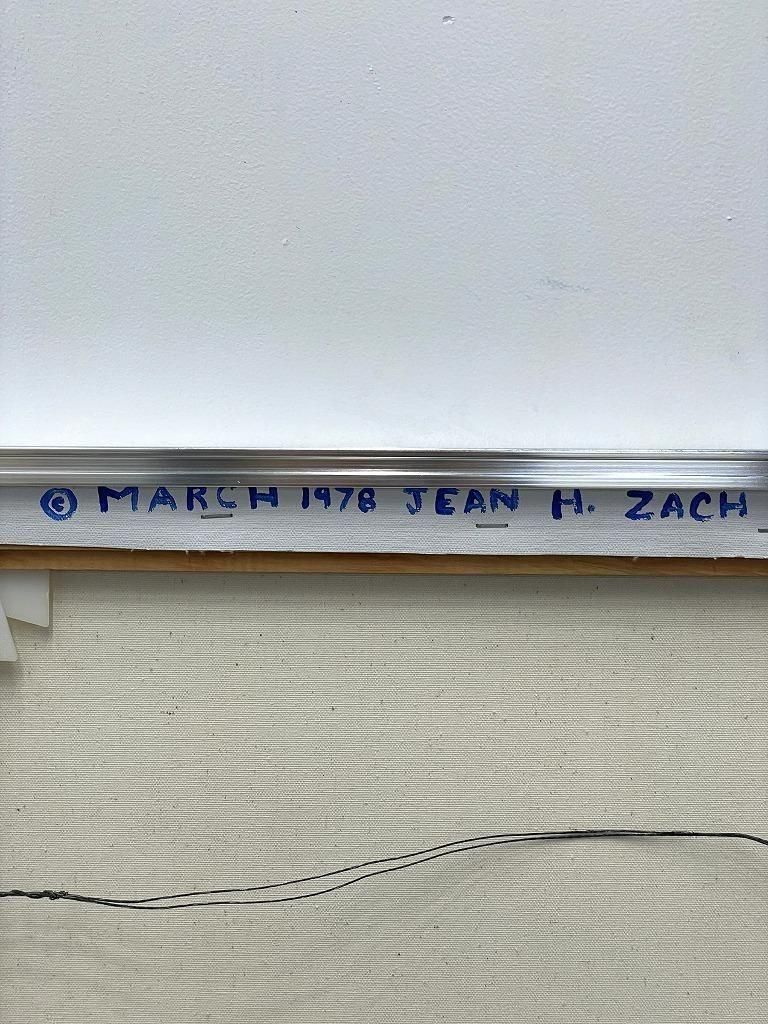 © MARCH 1978 JEAN H. ZACH